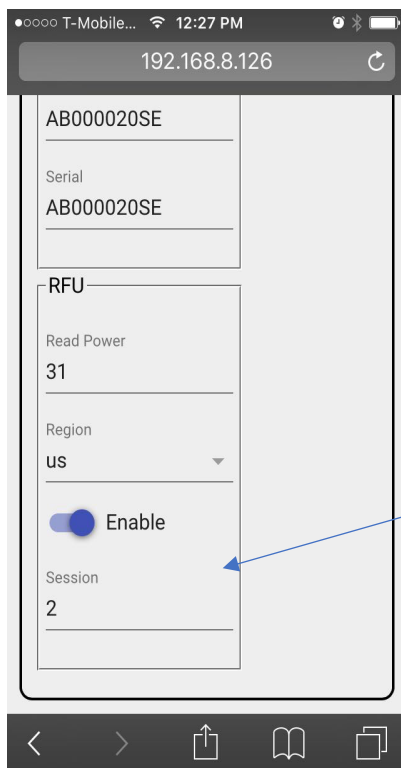 T-Mobile... 12:27 PM
192.168.8.126
AB000020SE
Serial
AB000020SE
RFU
Read Power
31
Region
us
Enable
Session
2